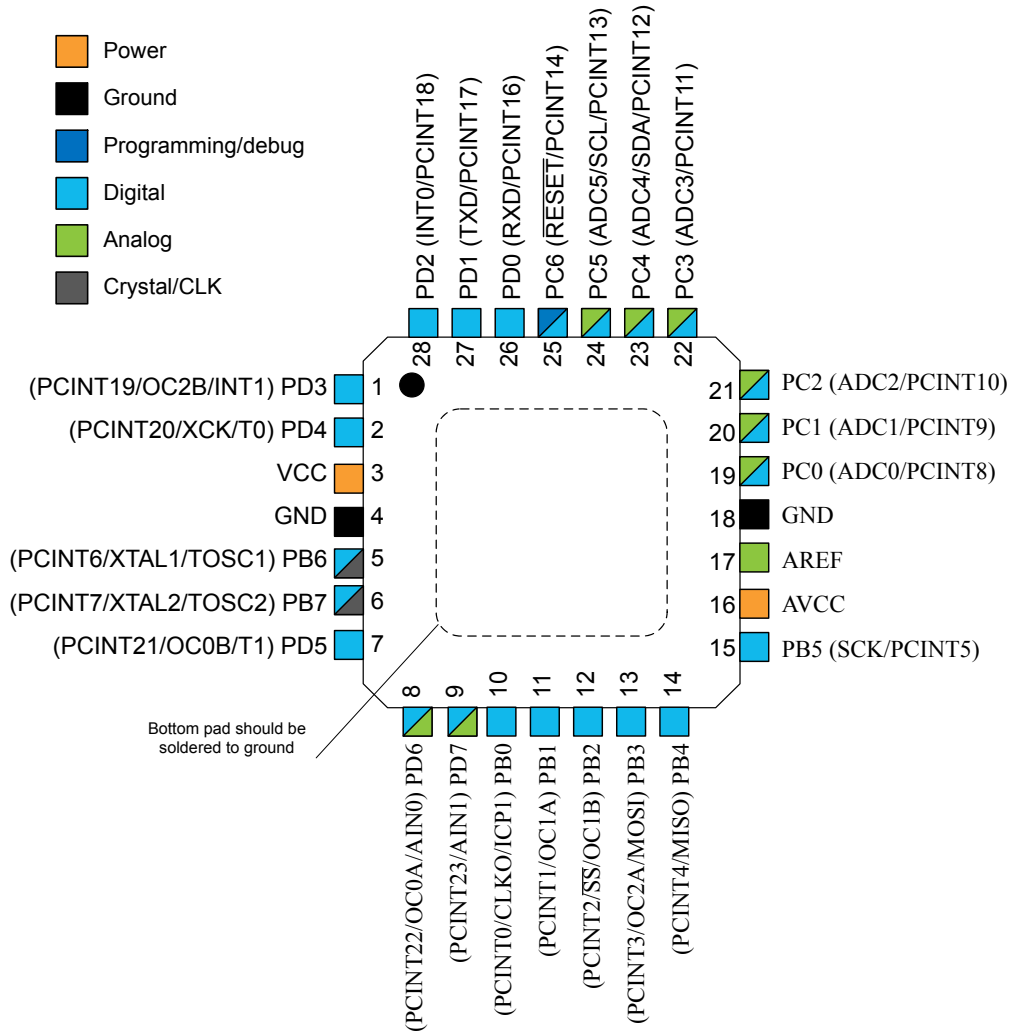 Power
Ground
Programming/debug
Digital
Analog
Crystal/CLK
PD2 (INT0/PCINT18)
PD1 (TXD/PCINT17)
PD0 (RXD/PCINT16)
PC6 (RESET/PCINT14)
PC5 (ADC5/SCL/PCINT13)
PC4 (ADC4/SDA/PCINT12)
PC3 (ADC3/PCINT11)
28
27
26
25
24
23
22
(PCINT19/OC2B/INT1) PD3 1
(PCINT20/XCK/T0) PD4 2
VCC 3
GND 4
(PCINT6/XTAL1/TOSC1) PB6 5
(PCINT7/XTAL2/TOSC2) PB7 6
(PCINT21/OC0B/T1) PD5 7
21 PC2 (ADC2/PCINT10)
20 PC1 (ADC1/PCINT9)
19 PC0 (ADC0/PCINT8)
18 GND
17 AREF
16 AVCC
15 PB5 (SCK/PCINT5)
8
9
10
11
12
13
14
Bottom pad should be
soldered to ground
(PCINT22/OC0A/AIN0) PD6
(PCINT23/AIN1) PD7
(PCINT0/CLKO/ICP1) PB0
(PCINT1/OC1A) PB1
(PCINT2/SS/OC1B) PB2
(PCINT3/OC2A/MOSI) PB3
(PCINT4/MISO) PB4